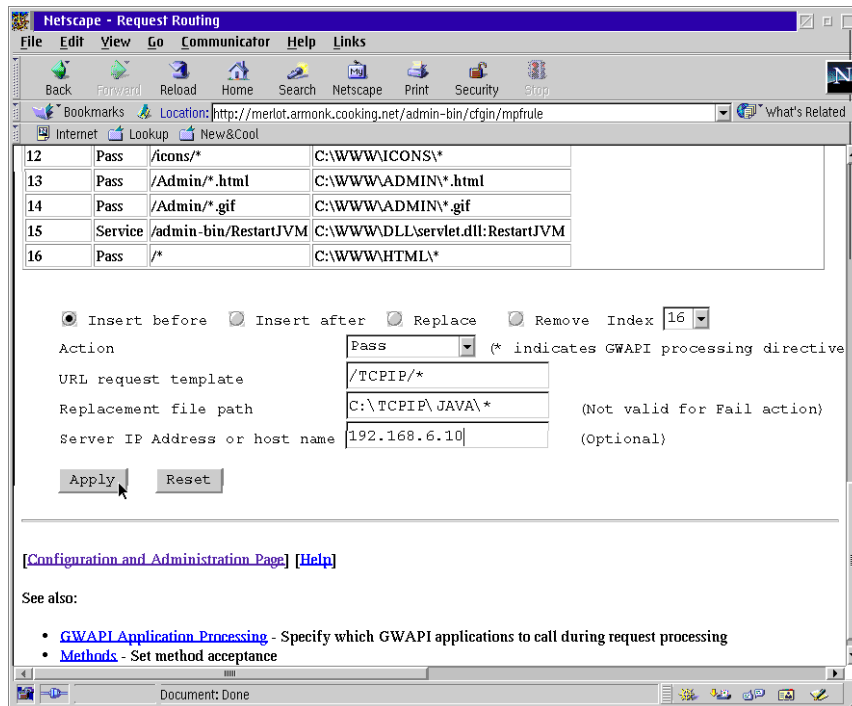 Netscape - Request Routing
File Edit View Go Communicator Help Links
Back Forward Reload Home Search Netscape Print Security Stop
My
N
Bookmarks Location: http://merlot.armonk.cooking.net/admin-bin/cfgin/mpfrule What's Related
Internet Lookup New&Cool
12 Pass /icons/* C:\WWW\ICONS\*
13 Pass /Admin/*.html C:\WWW\ADMIN\*.html
14 Pass /Admin/*.gif C:\WWW\ADMIN\*.gif
15 Service /admin-bin/RestartJVM C:\WWW\DLL\servlet.dll:RestartJVM
16 Pass /* C:\WWW\HTML\*
Insert before Insert after Replace Remove Index 16
Action Pass (* indicates GWAPI processing directive
URL request template /TCPIP/*
Replacement file path C:\TCPIP\JAVA\* (Not valid for Fail action)
Server IP Address or host name 192.168.6.10 (Optional)
Apply Reset
[Configuration and Administration Page] [Help]
See also:
• GWAPI Application Processing - Specify which GWAPI applications to call during request processing
• Methods - Set method acceptance
Document: Done